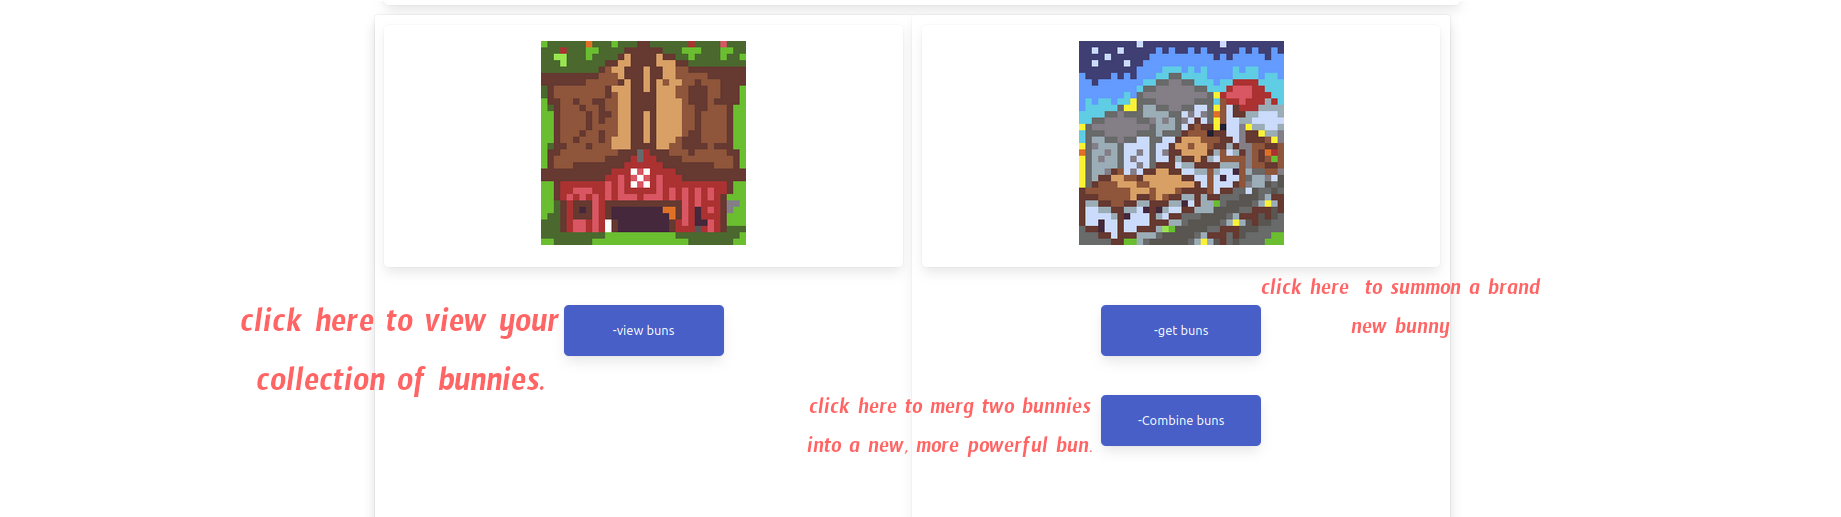 click here to view your
collection of bunnies.
-view buns
click here  to summon a brand
new bunny
-get buns
click here to merg two bunnies
into a new, more powerful bun.
-Combine buns